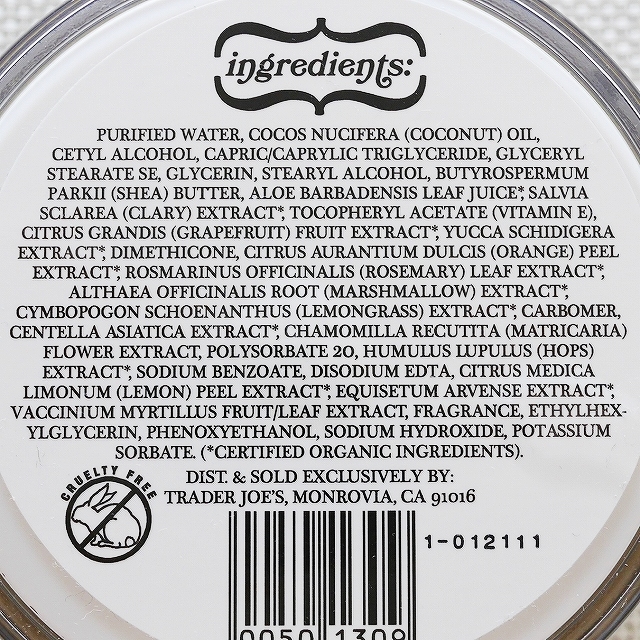 ingredients:
PURIFIED WATER, COCOS NUCIFERA (COCONUT) OIL,
CETYL ALCOHOL, CAPRIC/CAPRYLIC TRIGLYCERIDE, GLYCERYL
STEARATE SE, GLYCERIN, STEARYL ALCOHOL, BUTYROSPERMUM
PARKII (SHEA) BUTTER, ALOE BARBADENSIS LEAF JUICE*, SALVIA
SCLAREA (CLARY) EXTRACT*, TOCOPHERYL ACETATE (VITAMIN E),
CITRUS GRANDIS (GRAPEFRUIT) FRUIT EXTRACT*, YUCCA SCHIDIGERA
EXTRACT*, DIMETHICONE, CITRUS AURANTIUM DULCIS (ORANGE) PEEL
EXTRACT*, ROSMARINUS OFFICINALIS (ROSEMARY) LEAF EXTRACT*,
ALTHAEA OFFICINALIS ROOT (MARSHMALLOW) EXTRACT*,
CYMBOPOGON SCHOENANTHUS (LEMONGRASS) EXTRACT*, CARBOMER,
CENTELLA ASIATICA EXTRACT*, CHAMOMILLA RECUTITA (MATRICARIA)
FLOWER EXTRACT, POLYSORBATE 20, HUMULUS LUPULUS (HOPS)
EXTRACT*, SODIUM BENZOATE, DISODIUM EDTA, CITRUS MEDICA
LIMONUM (LEMON) PEEL EXTRACT*, EQUISETUM ARVENSE EXTRACT*,
VACCINIUM MYRTILLUS FRUIT/LEAF EXTRACT, FRAGRANCE, ETHYLHEX-
YLGLYCERIN, PHENOXYETHANOL, SODIUM HYDROXIDE, POTASSIUM
SORBATE. (*CERTIFIED ORGANIC INGREDIENTS).
CRUELTY FREE
DIST. & SOLD EXCLUSIVELY BY:
TRADER JOE'S, MONROVIA, CA 91016
1-012111
0050 1309